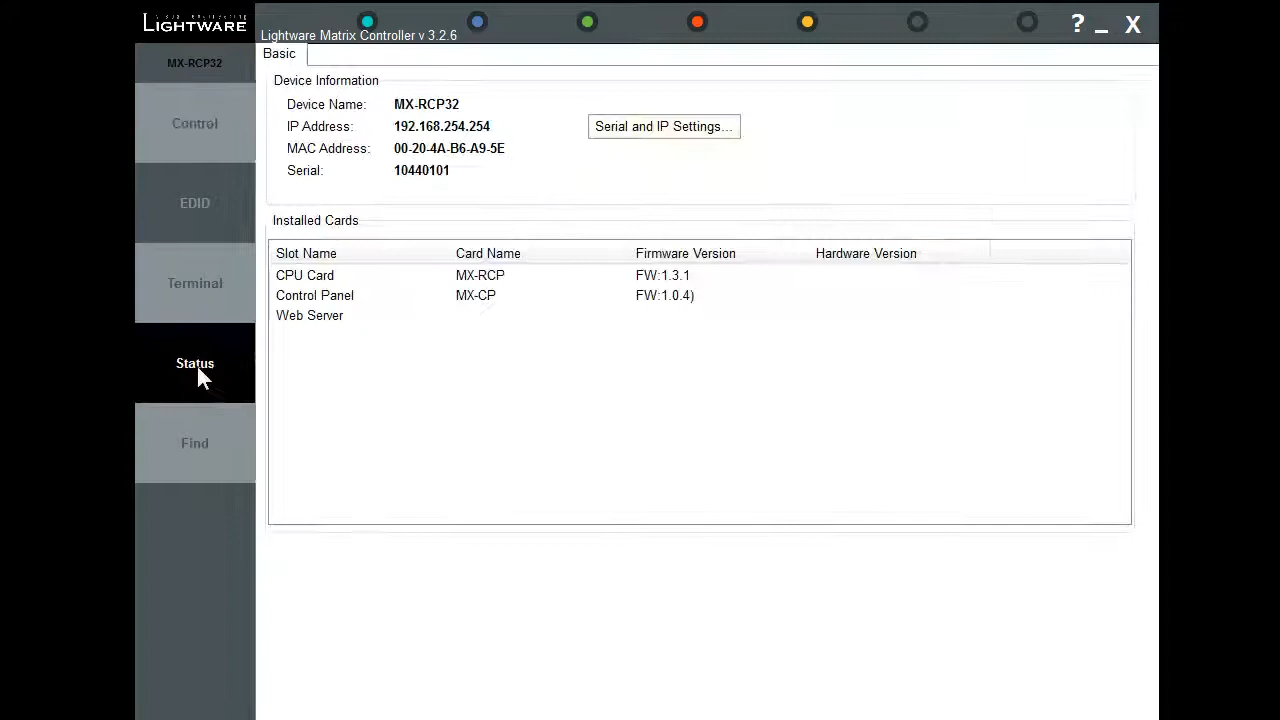 LIGHTWARE
Lightware Matrix Controller v 3.2.6
? _ X
MX-RCP32
Control
EDID
Terminal
Status
Find
Basic
Device Information
Device Name: MX-RCP32
IP Address: 192.168.254.254
Serial and IP Settings...
MAC Address: 00-20-4A-B6-A9-5E
Serial: 10440101
Installed Cards
Slot Name Card Name Firmware Version Hardware Version
CPU Card MX-RCP FW:1.3.1
Control Panel MX-CP FW:1.0.4)
Web Server